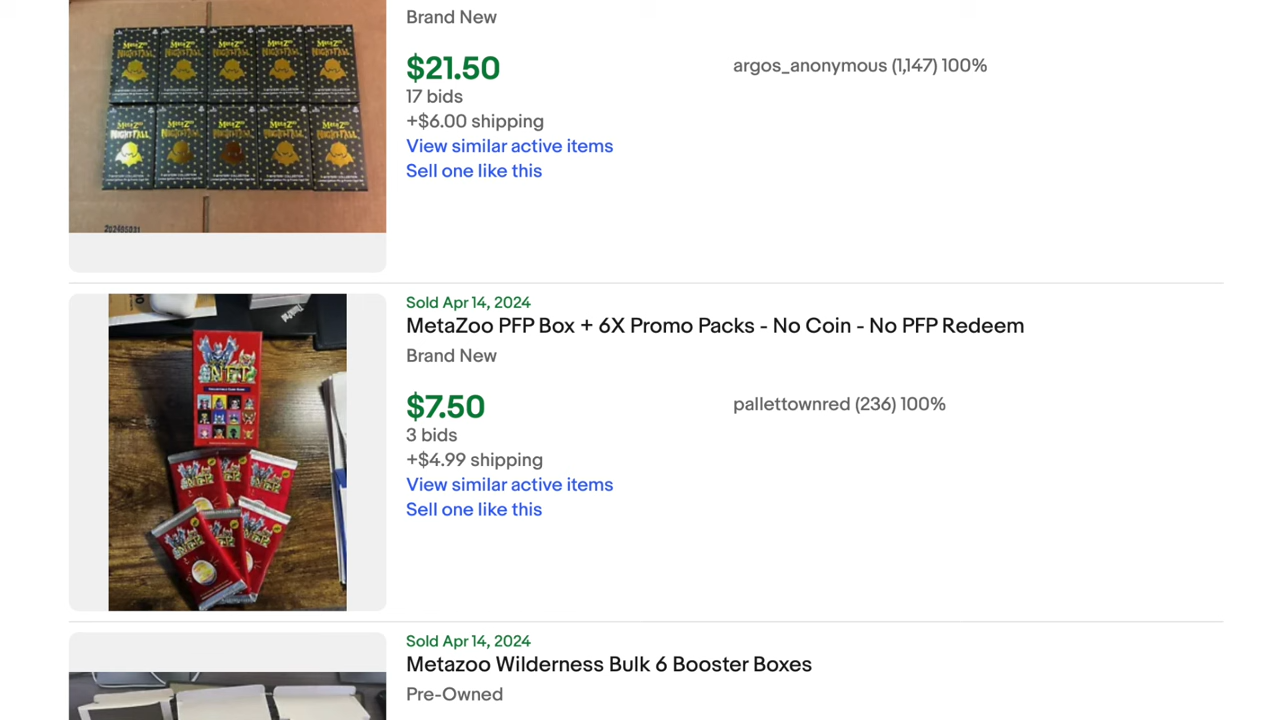 Brand New
$21.50
argos_anonymous (1,147) 100%
17 bids
+$6.00 shipping
View similar active items
Sell one like this
Sold Apr 14, 2024
MetaZoo PFP Box + 6X Promo Packs - No Coin - No PFP Redeem
Brand New
$7.50
pallettownred (236) 100%
3 bids
+$4.99 shipping
View similar active items
Sell one like this
Sold Apr 14, 2024
Metazoo Wilderness Bulk 6 Booster Boxes
Pre-Owned